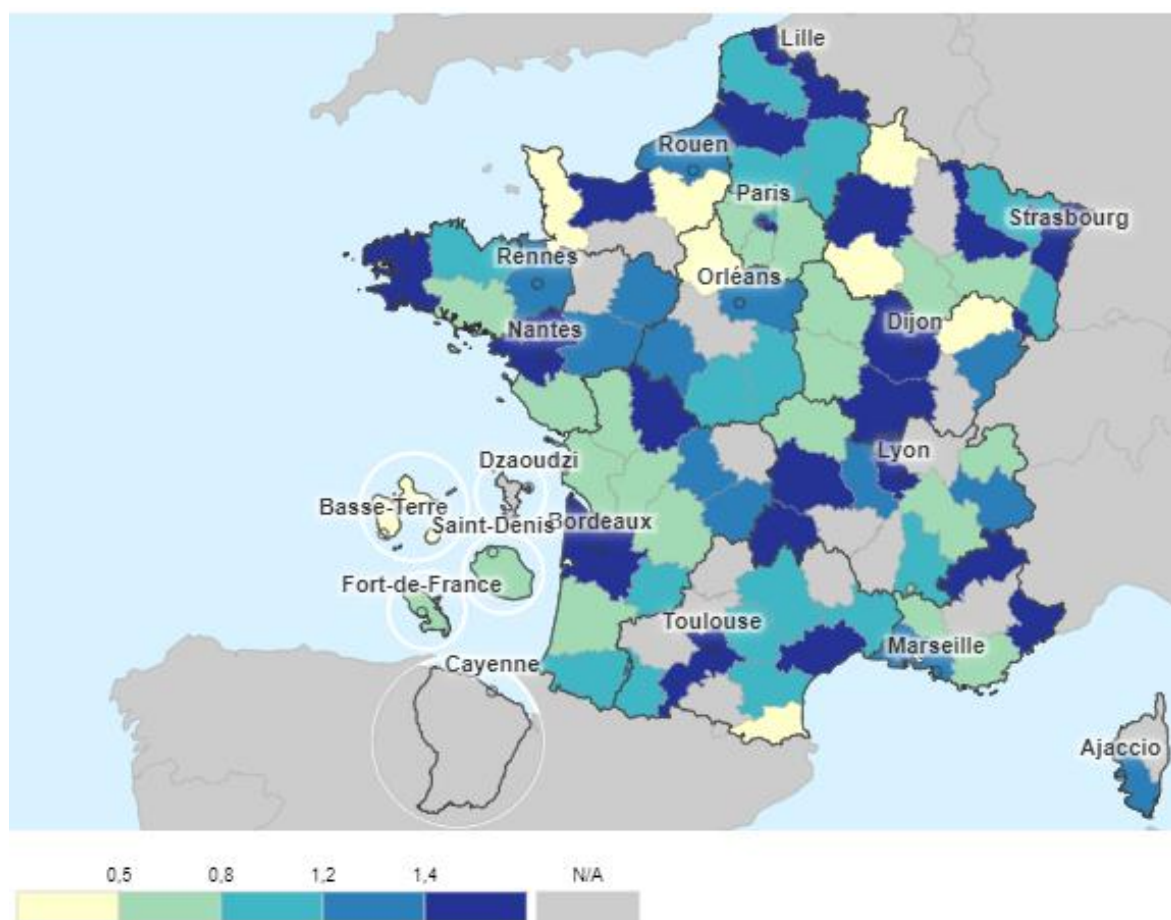 Lille
Rouen
Paris
Strasbourg
Rennes
Orléans
Nantes
Dijon
Lyon
Dzaoudzi
Basse-Terre
Saint-Denis
Bordeaux
Fort-de-France
Toulouse
Marseille
Cayenne
Ajaccio
0,5 0,8 1,2 1,4 N/A